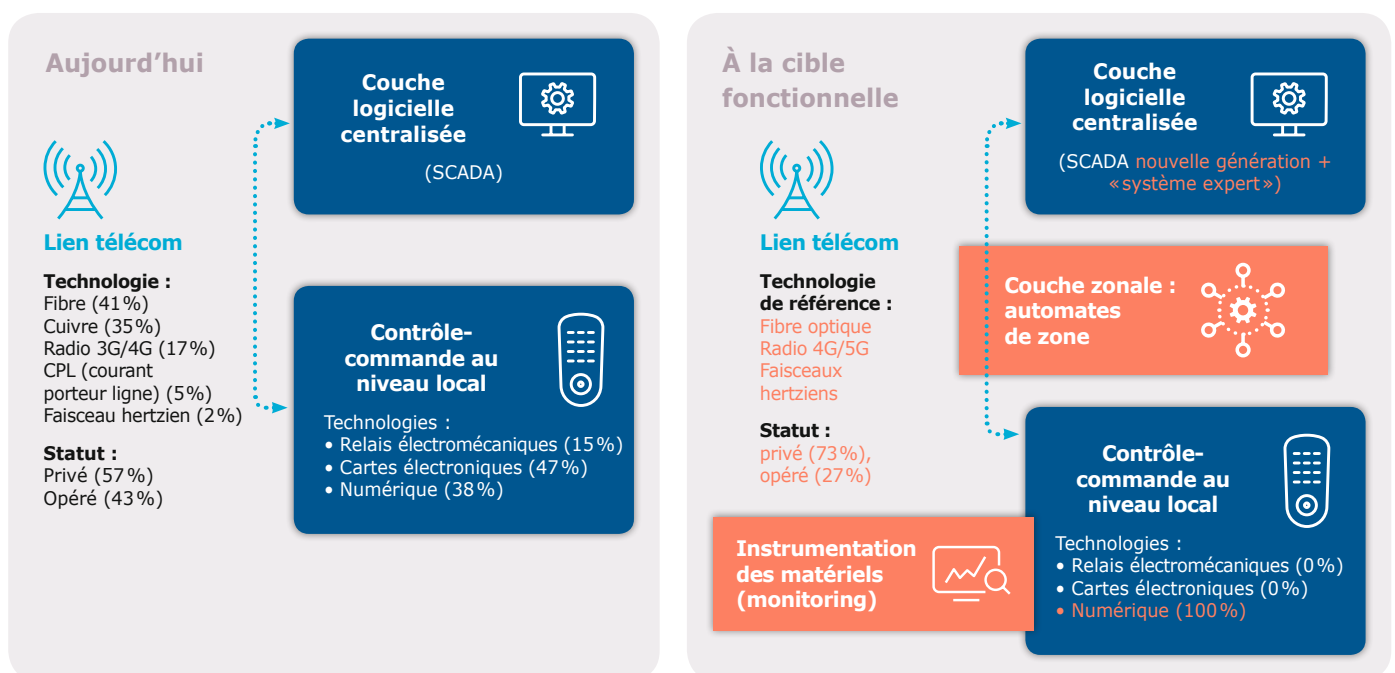 Aujourd'hui
Couche
logicielle
centralisée
(SCADA)
Lien télécom
Technologie :
Fibre (41%)
Cuivre (35%)
Radio 3G/4G (17%)
CPL (courant
porteur ligne) (5%)
Faisceau hertzien (2%)
Statut :
Privé (57%)
Opéré (43%)
Contrôle-
commande au
niveau local
Technologies :
• Relais électromécaniques (15%)
• Cartes électroniques (47%)
• Numérique (38%)
À la cible
fonctionnelle
Couche
logicielle
centralisée
(SCADA nouvelle génération +
«système expert»)
Lien télécom
Technologie
de référence :
Fibre optique
Radio 4G/5G
Faisceaux
hertziens
Statut :
privé (73%),
opéré (27%)
Couche zonale :
automates
de zone
Contrôle-
commande au
niveau local
Technologies :
• Relais électromécaniques (0%)
• Cartes électroniques (0%)
• Numérique (100%)
Instrumentation
des matériels
(monitoring)